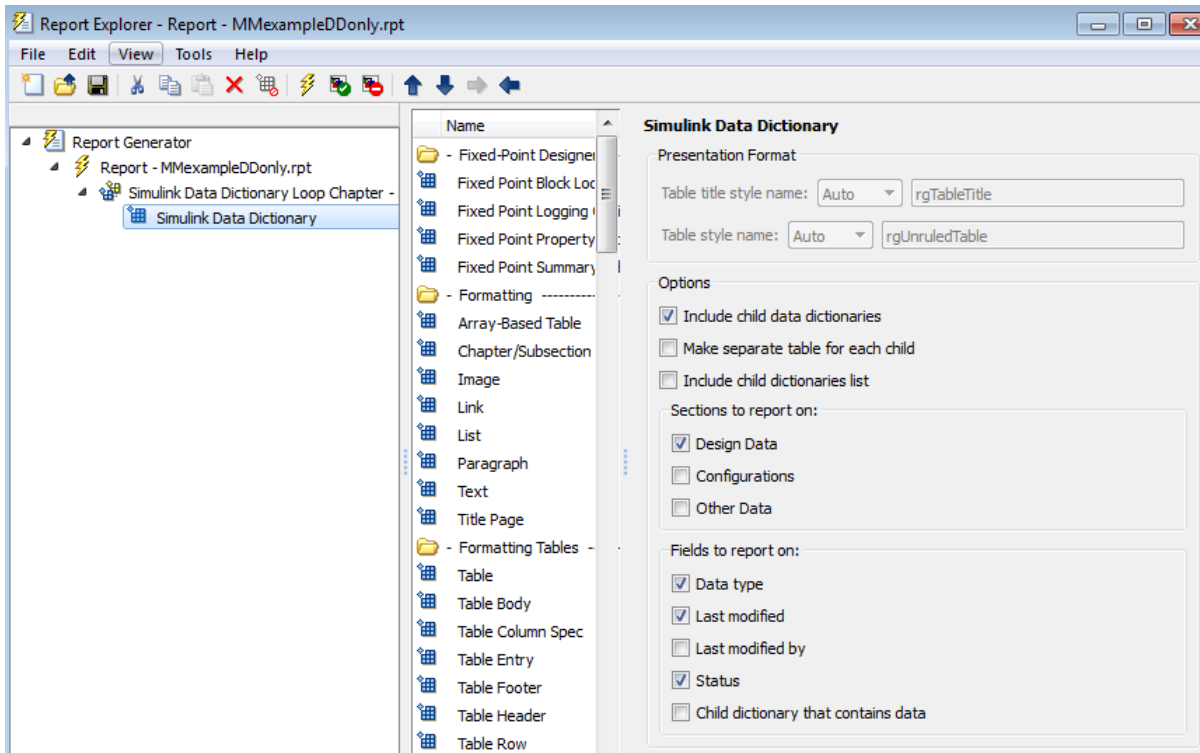 Report Explorer - Report - MMexampleDDonly.rpt
File Edit View Tools Help
Report Generator
Report - MMexampleDDonly.rpt
Simulink Data Dictionary Loop Chapter -
Simulink Data Dictionary
Name
- Fixed-Point Designer
Fixed Point Block Loo
Fixed Point Logging
Fixed Point Property
Fixed Point Summary
- Formatting ----------
Array-Based Table
Chapter/Subsection
Image
Link
List
Paragraph
Text
Title Page
- Formatting Tables -
Table
Table Body
Table Column Spec
Table Entry
Table Footer
Table Header
Table Row
Simulink Data Dictionary
Presentation Format
Table title style name: Auto rgTableTitle
Table style name: Auto rgUnruledTable
Options
Include child data dictionaries
Make separate table for each child
Include child dictionaries list
Sections to report on:
Design Data
Configurations
Other Data
Fields to report on:
Data type
Last modified
Last modified by
Status
Child dictionary that contains data